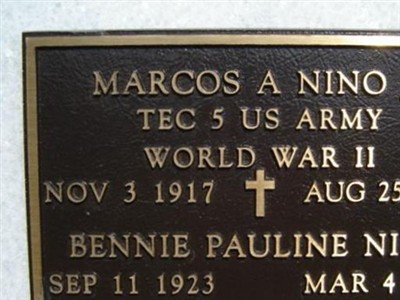 MARCOS A NINO
TEC 5 US ARMY
WORLD WAR II
NOV 3 1917 AUG 25
BENNIE PAULINE NI
SEP 11 1923 MAR 4